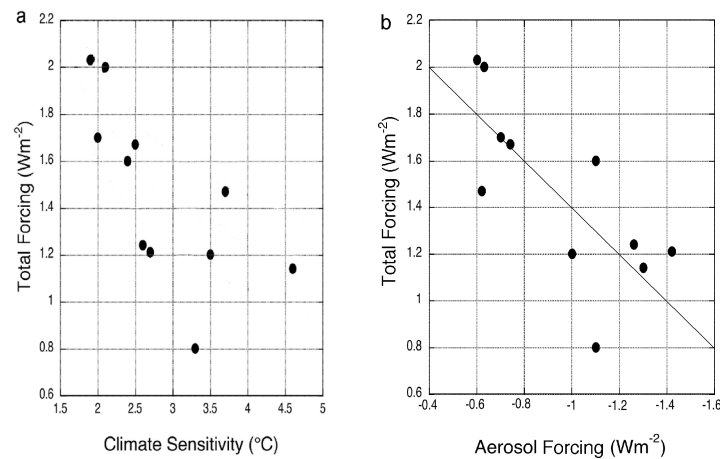 a
2.2
2
1.8
1.6
1.4
1.2
1
0.8
0.6
Total Forcing (Wm-2)
1.5 2 2.5 3 3.5 4 4.5 5
Climate Sensitivity (°C)
b
2.2
2
1.8
1.6
1.4
1.2
1
0.8
0.6
Total Forcing (Wm-2)
-0.4 -0.6 -0.8 -1 -1.2 -1.4 -1.6
Aerosol Forcing (Wm-2)